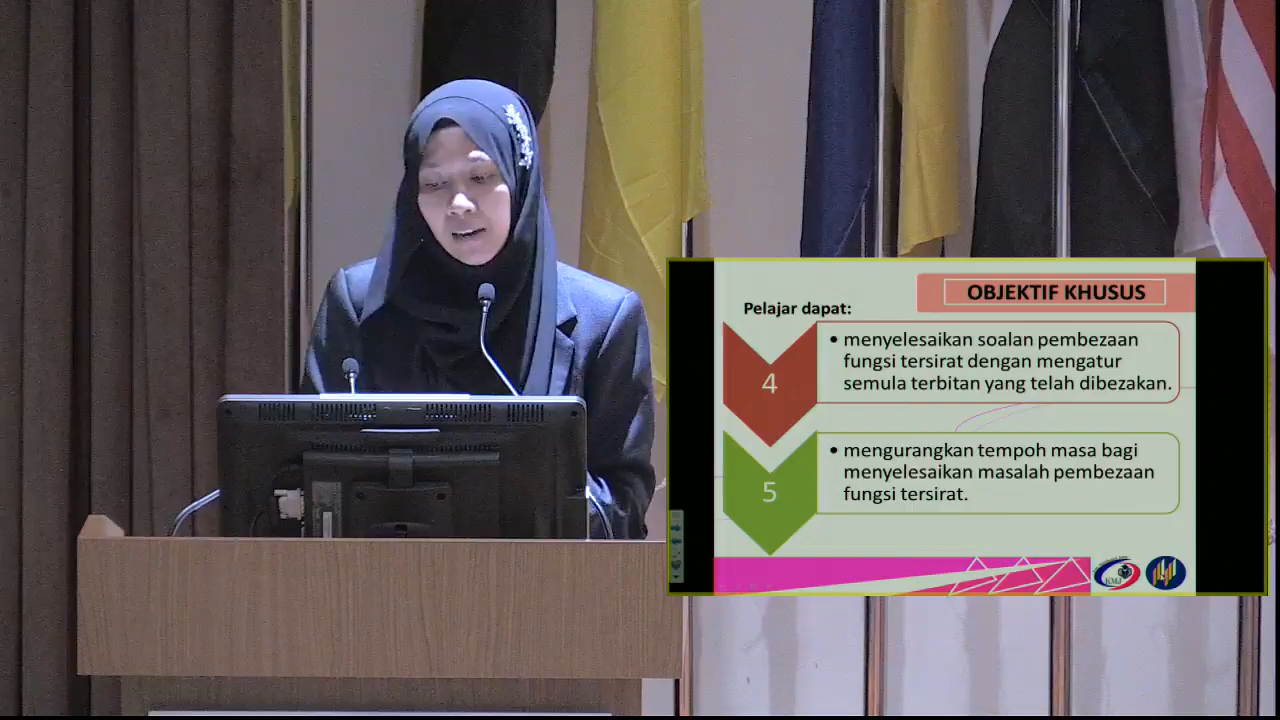 OBJEKTIF KHUSUS
Pelajar dapat:
4
• menyelesaikan soalan pembezaan
fungsi tersirat dengan mengatur
semula terbitan yang telah dibezakan.
5
• mengurangkan tempoh masa bagi
menyelesaikan masalah pembezaan
fungsi tersirat.